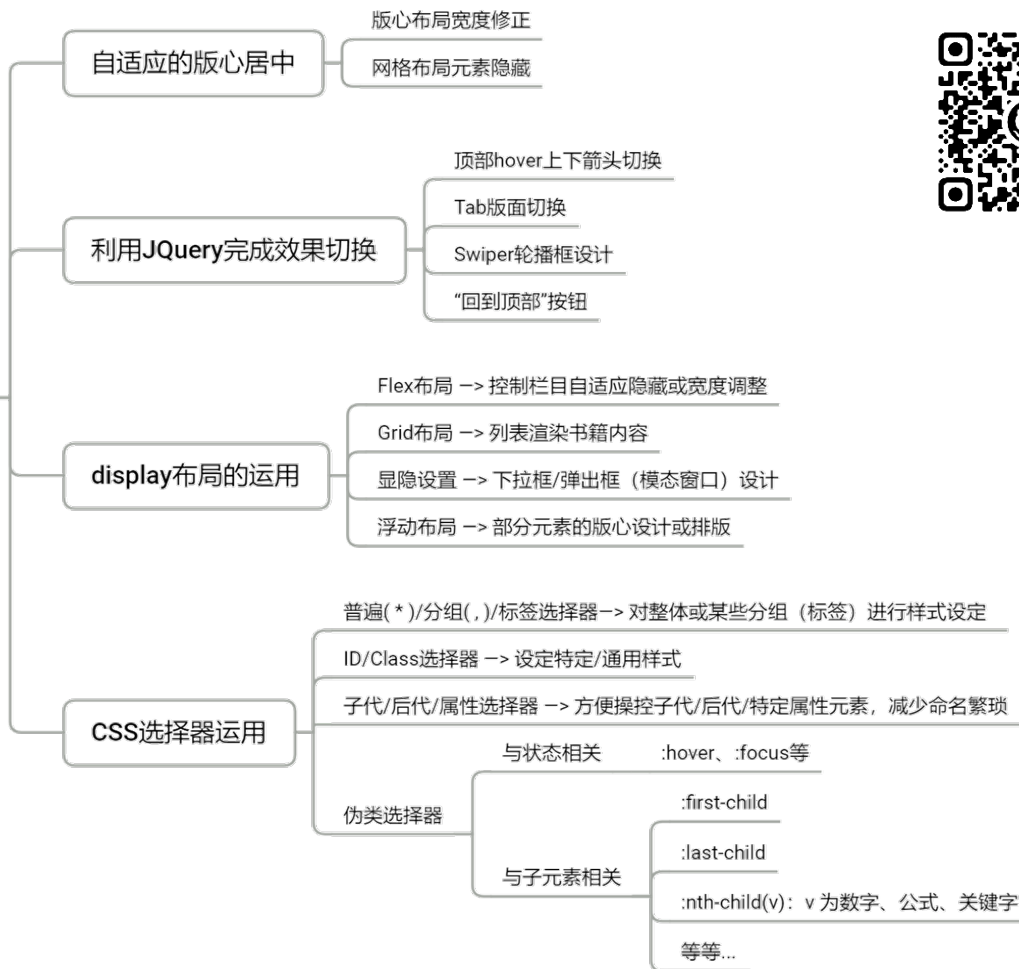 版心布局宽度修正
自适应的版心居中
网格布局元素隐藏
顶部hover上下箭头切换
Tab版面切换
利用JQuery完成效果切换
Swiper轮播框设计
“回到顶部”按钮
Flex布局 —> 控制栏目自适应隐藏或宽度调整
Grid布局 —> 列表渲染书籍内容
display布局的运用
显隐设置 —> 下拉框/弹出框（模态窗口）设计
浮动布局 —> 部分元素的版心设计或排版
普遍( * )/分组( , )/标签选择器—> 对整体或某些分组（标签）进行样式设定
ID/Class选择器 —> 设定特定/通用样式
子代/后代/属性选择器 —> 方便操控子代/后代/特定属性元素，减少命名繁琐
CSS选择器运用
与状态相关 :hover、:focus等
伪类选择器
:first-child
:last-child
与子元素相关
:nth-child(v)：v 为数字、公式、关键字
等等...